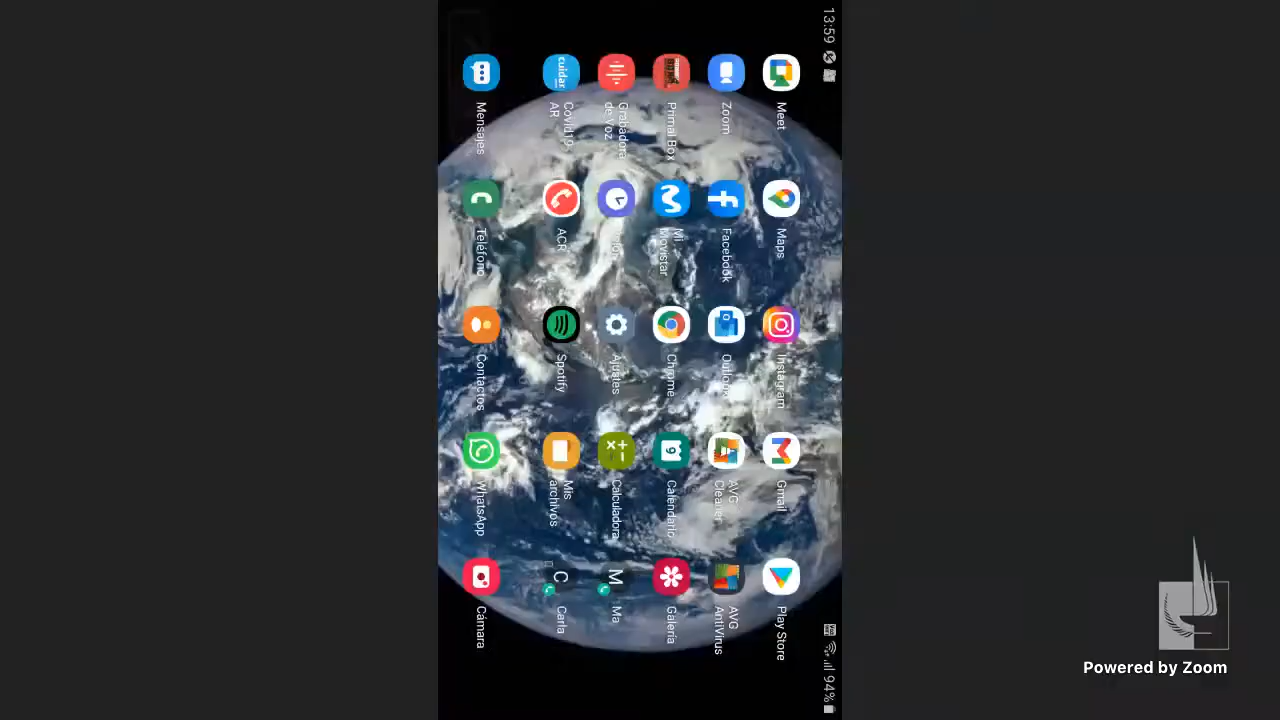 13:59
94%
Meet
Maps
Instagram
Gmail
Play Store
Zoom
Facebook
Outlook
AVG
Cleaner
AVG
AntiVirus
Primal Box
Mi
Movistar
Chrome
9
Calendario
Galería
Grabadora
de Voz
Ajustes
Calculadora
M
Ma
cuidar
Covid19-
AR
ACR
Spotify
Mis
archivos
C
Carla
Mensajes
Teléfono
Contactos
WhatsApp
Cámara
Powered by Zoom